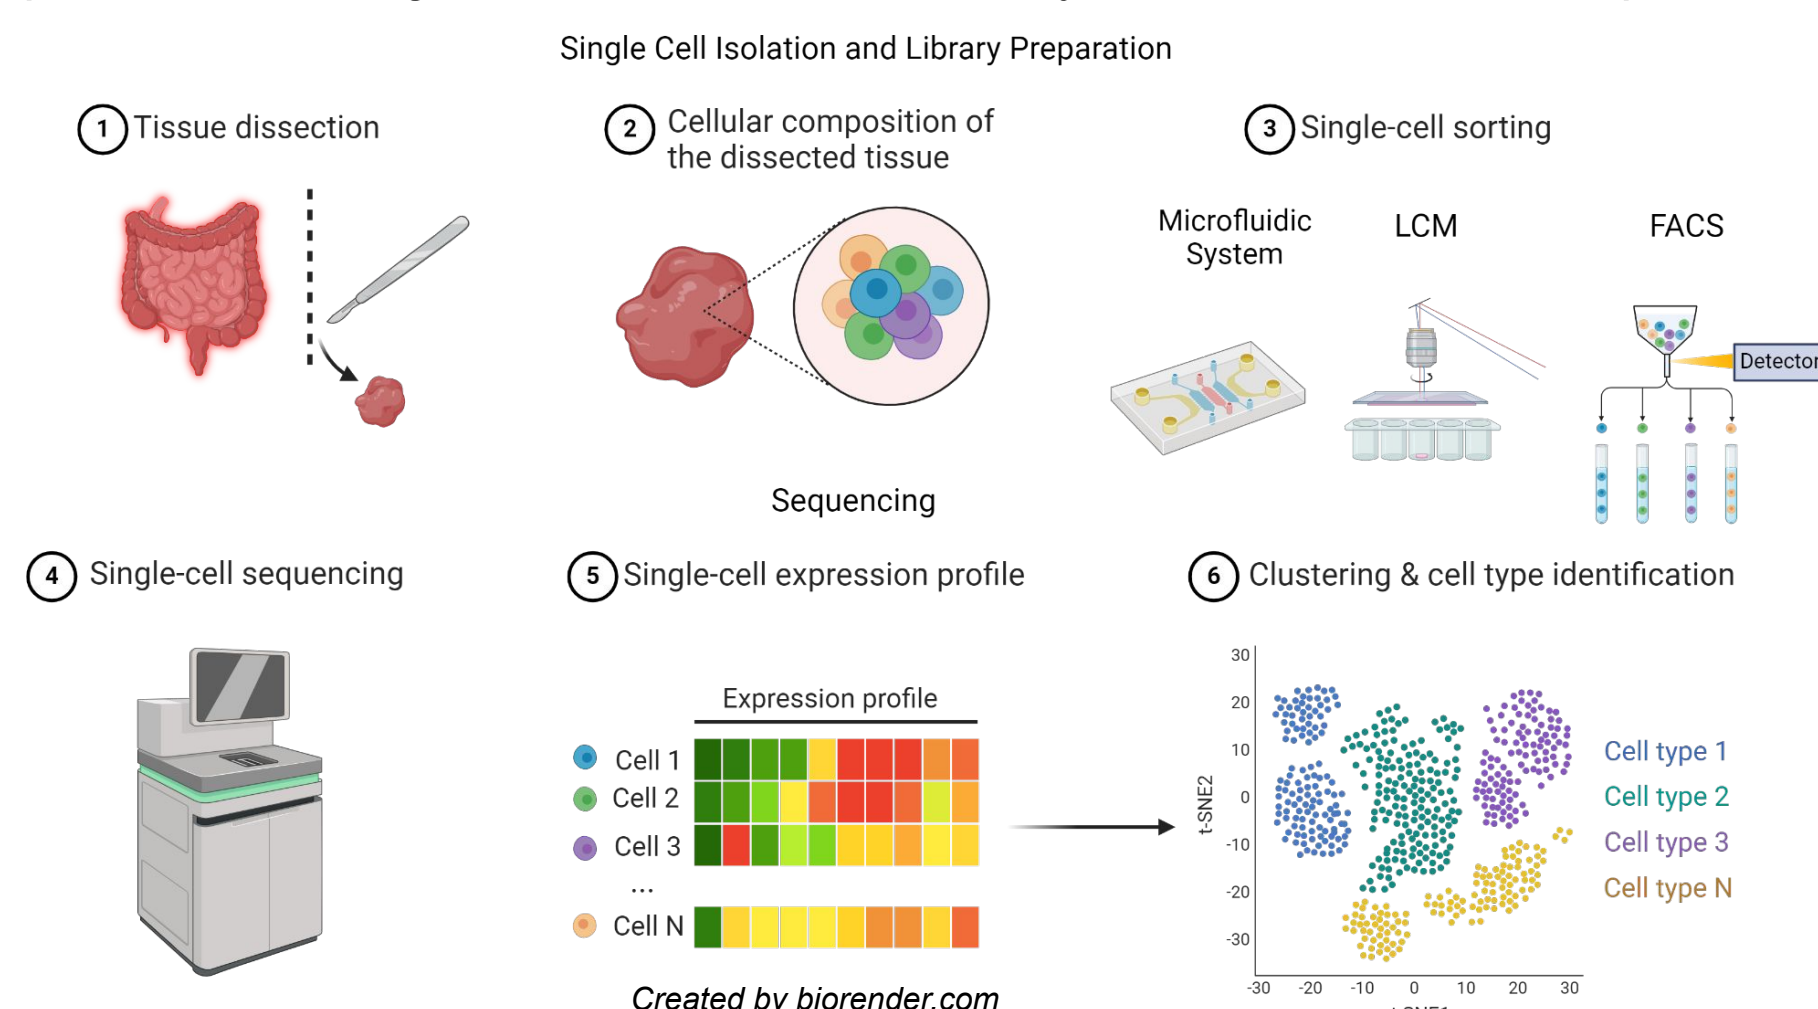 Single Cell Isolation and Library Preparation
1 Tissue dissection
2 Cellular composition of
the dissected tissue
3 Single-cell sorting
Microfluidic
System
LCM
FACS
Detector
Sequencing
4 Single-cell sequencing
5 Single-cell expression profile
6 Clustering & cell type identification
Expression profile
Cell 1
Cell 2
Cell 3
...
Cell N
Created by biorender.com
t-SNE2
30
20
10
0
-10
-20
-30
-30 -20 -10 0 10 20 30
Cell type 1
Cell type 2
Cell type 3
Cell type N